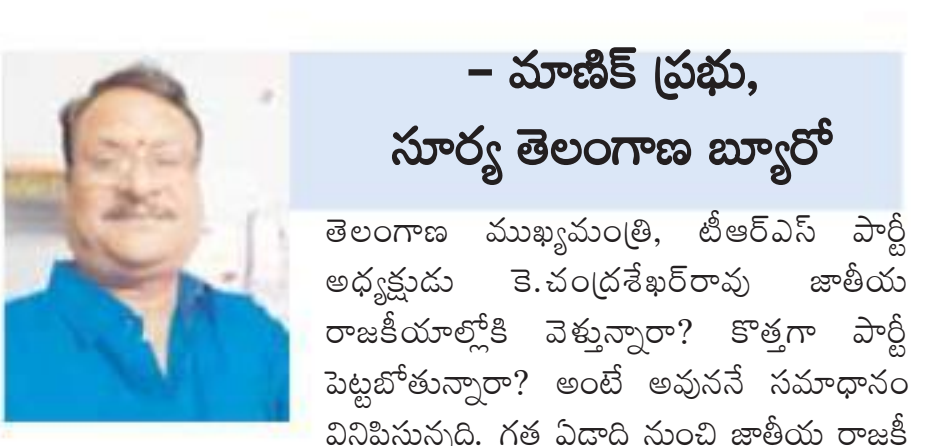 – మాణిక్ ప్రభు,
సూర్య తెలంగాణ బ్యూరో
తెలంగాణ ముఖ్యమంత్రి, టీఆర్ఎస్ పార్టీ
అధ్యక్షుడు కె.చంద్రశేఖర్‌రావు జాతీయ
రాజకీయాల్లోకి వెళ్తున్నారా? కొత్తగా పార్టీ
పెట్టబోతున్నారా? అంటే అవుననే సమాధానం
వినిపిస్తున్నది. గత ఏడాది నుంచి జాతీయ రాజకీ